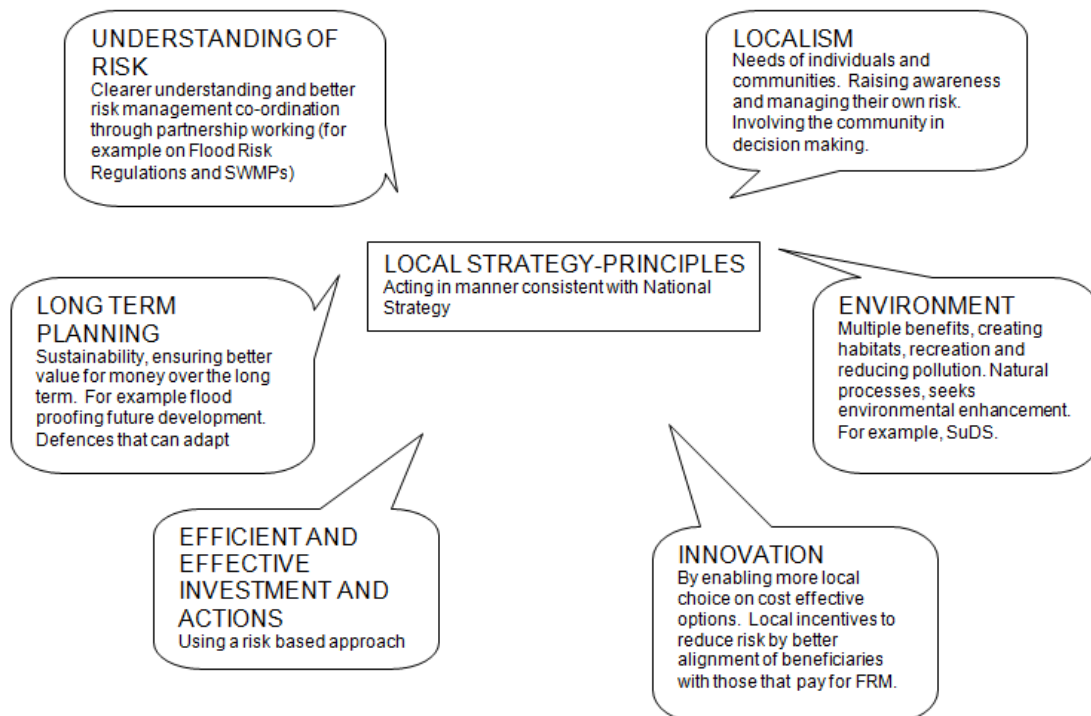 UNDERSTANDING OF
RISK
Clearer understanding and better
risk management co-ordination
through partnership working (for
example on Flood Risk
Regulations and SWMPs)
LOCALISM
Needs of individuals and
communities. Raising awareness
and managing their own risk.
Involving the community in
decision making.
LOCAL STRATEGY-PRINCIPLES
Acting in manner consistent with National
Strategy
LONG TERM
PLANNING
Sustainability, ensuring better
value for money over the long
term. For example flood
proofing future development.
Defences that can adapt
ENVIRONMENT
Multiple benefits, creating
habitats, recreation and
reducing pollution. Natural
processes, seeks
environmental enhancement.
For example, SuDS.
EFFICIENT AND
EFFECTIVE
INVESTMENT AND
ACTIONS
Using a risk based approach
INNOVATION
By enabling more local
choice on cost effective
options. Local incentives to
reduce risk by better
alignment of beneficiaries
with those that pay for FRM.